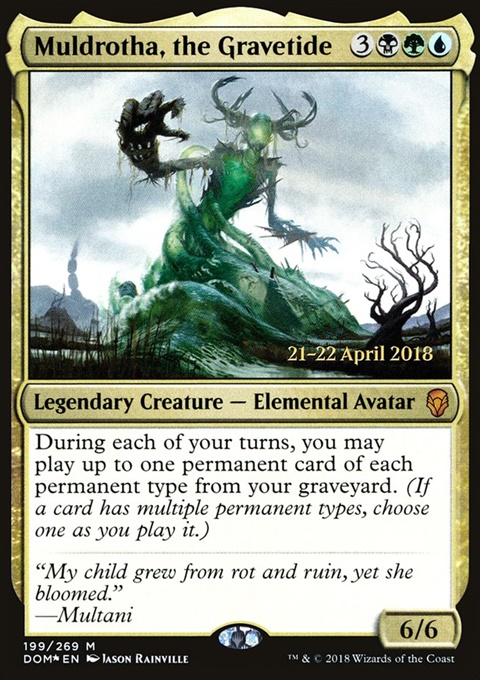 Muldrotha, the Gravetide 3
21–22 April 2018
Legendary Creature — Elemental Avatar
During each of your turns, you may
play up to one permanent card of each
permanent type from your graveyard. (If
a card has multiple permanent types, choose
one as you play it.)
“My child grew from rot and ruin, yet she
bloomed.”
—Multani
6/6
199/269 M
DOM★EN Jason Rainville
™ & © 2018 Wizards of the Coast